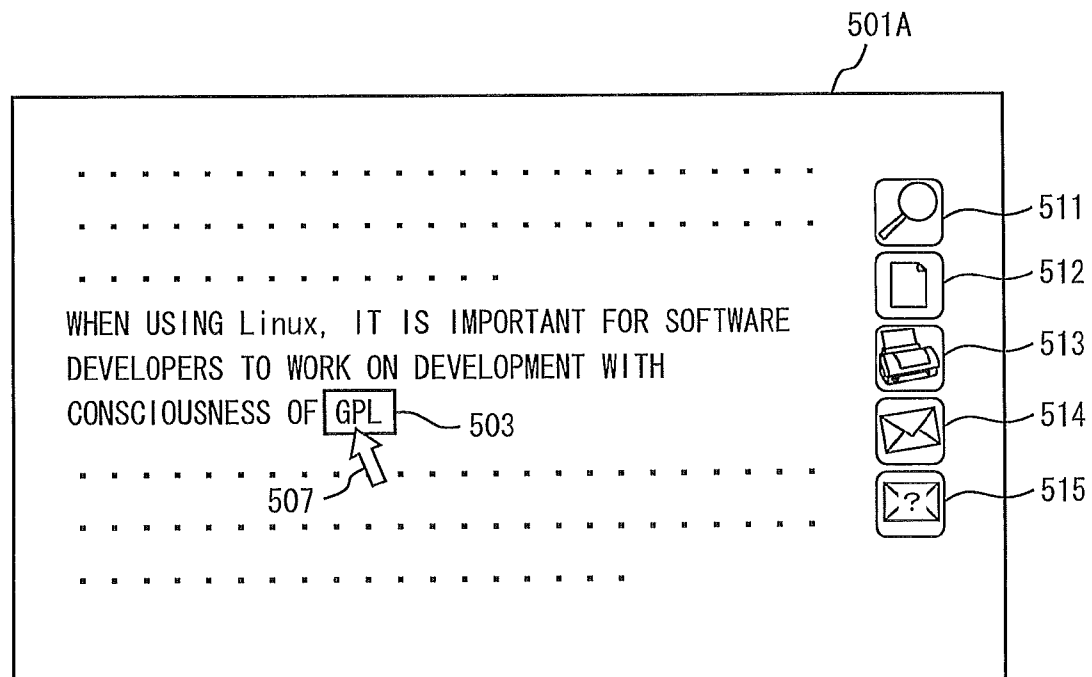 501A
511
512
WHEN USING Linux, IT IS IMPORTANT FOR SOFTWARE
513
DEVELOPERS TO WORK ON DEVELOPMENT WITH
CONSCIOUSNESS OF GPL
503
514
507
?
515